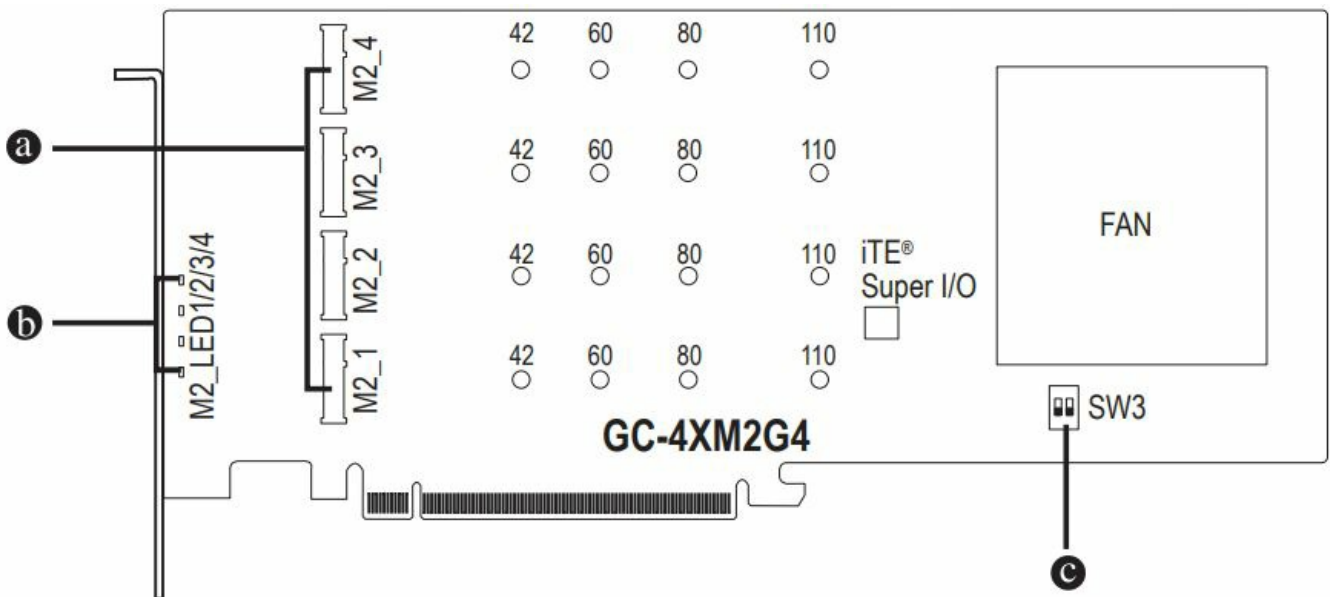 42 60 80 110
M2_4
a
42 60 80 110
M2_3
FAN
42 60 80 110
iTE®
Super I/O
M2_2
b
M2_LED1/2/3/4
42 60 80 110
M2_1
SW3
GC-4XM2G4
c